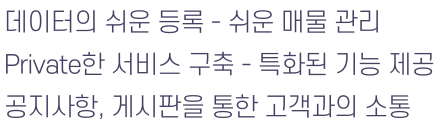 데이터의 쉬운 등록 - 쉬운 매물 관리
Private한 서비스 구축 - 특화된 기능 제공
공지사항, 게시판을 통한 고객과의 소통